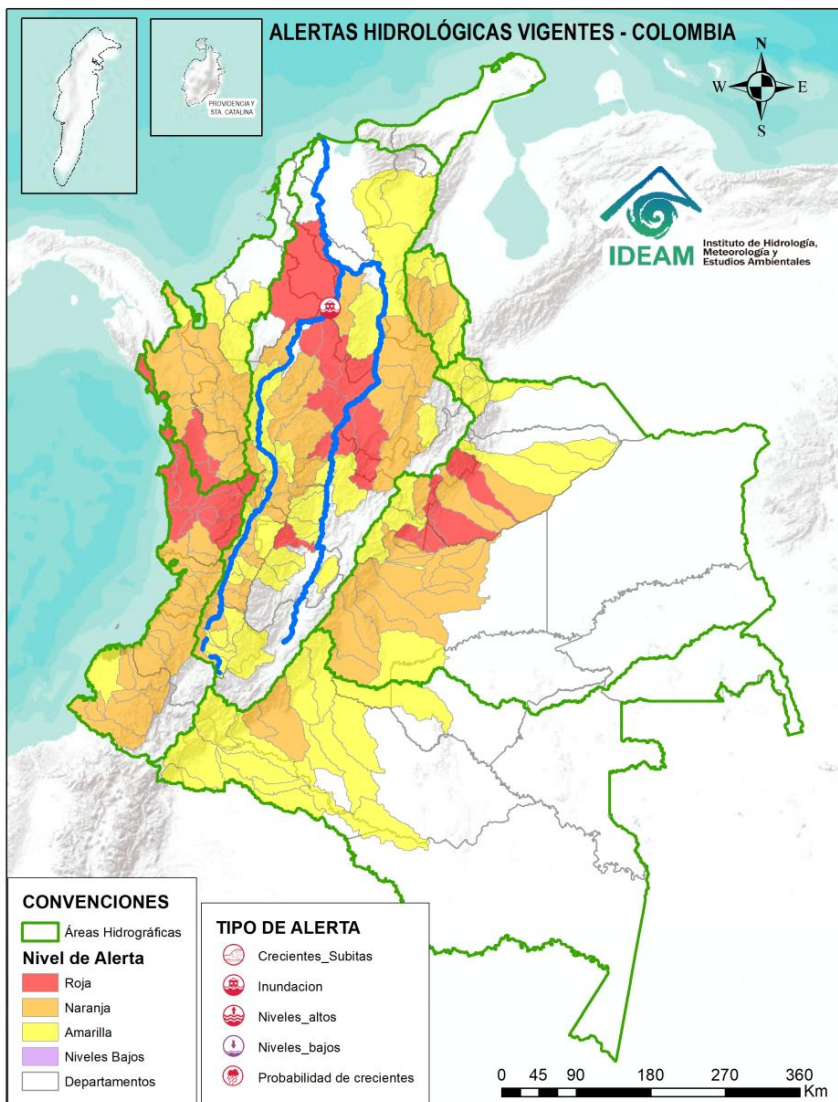 ALERTAS HIDROLÓGICAS VIGENTES - COLOMBIA
PROVIDENCIA Y
STA. CATALINA
N
W E
S
IDEAM
Instituto de Hidrología,
Meteorología y
Estudios Ambientales
CONVENCIONES
Áreas Hidrográficas
Nivel de Alerta
Roja
Naranja
Amarilla
Niveles Bajos
Departamentos
TIPO DE ALERTA
Crecientes_Subitas
Inundacion
Niveles_altos
Niveles_bajos
Probabilidad de crecientes
0 45 90 180 270 360
Km